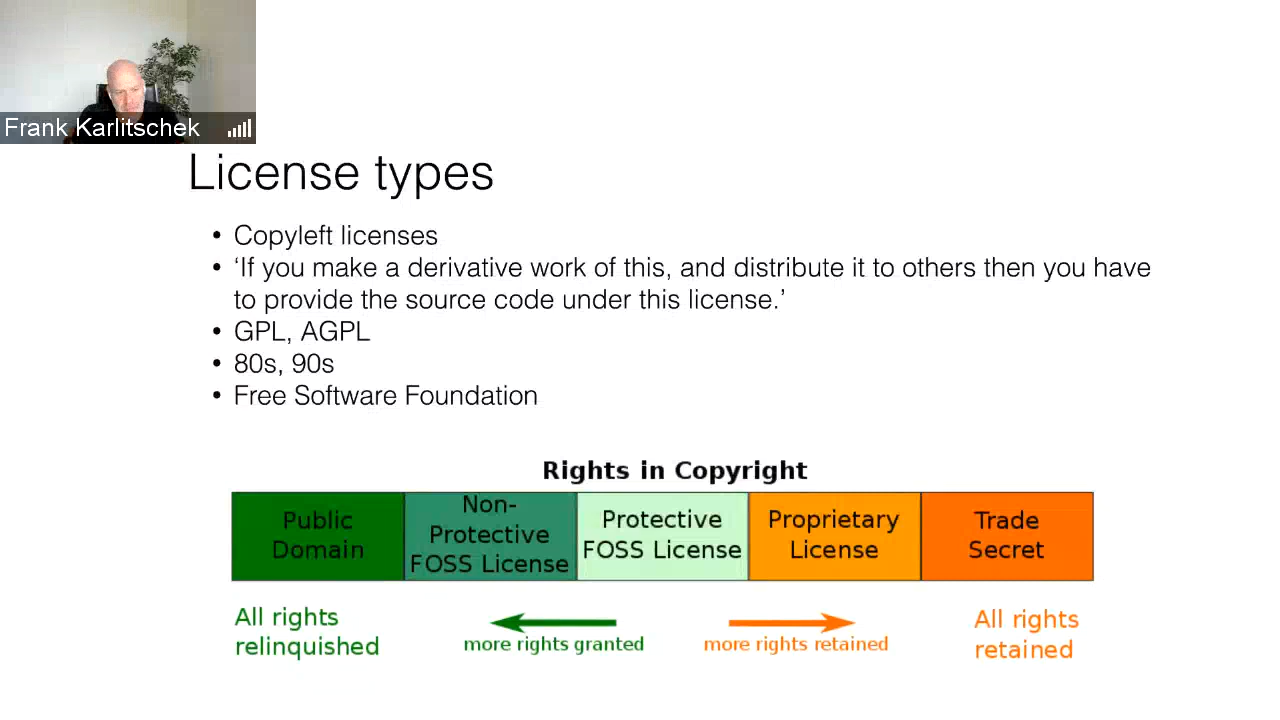 Frank Karlitschek
License types
• Copyleft licenses
• ‘If you make a derivative work of this, and distribute it to others then you have
to provide the source code under this license.’
• GPL, AGPL
• 80s, 90s
• Free Software Foundation
Rights in Copyright
Public
Domain
Non-
Protective
FOSS License
Protective
FOSS License
Proprietary
License
Trade
Secret
All rights
relinquished
more rights granted
more rights retained
All rights
retained